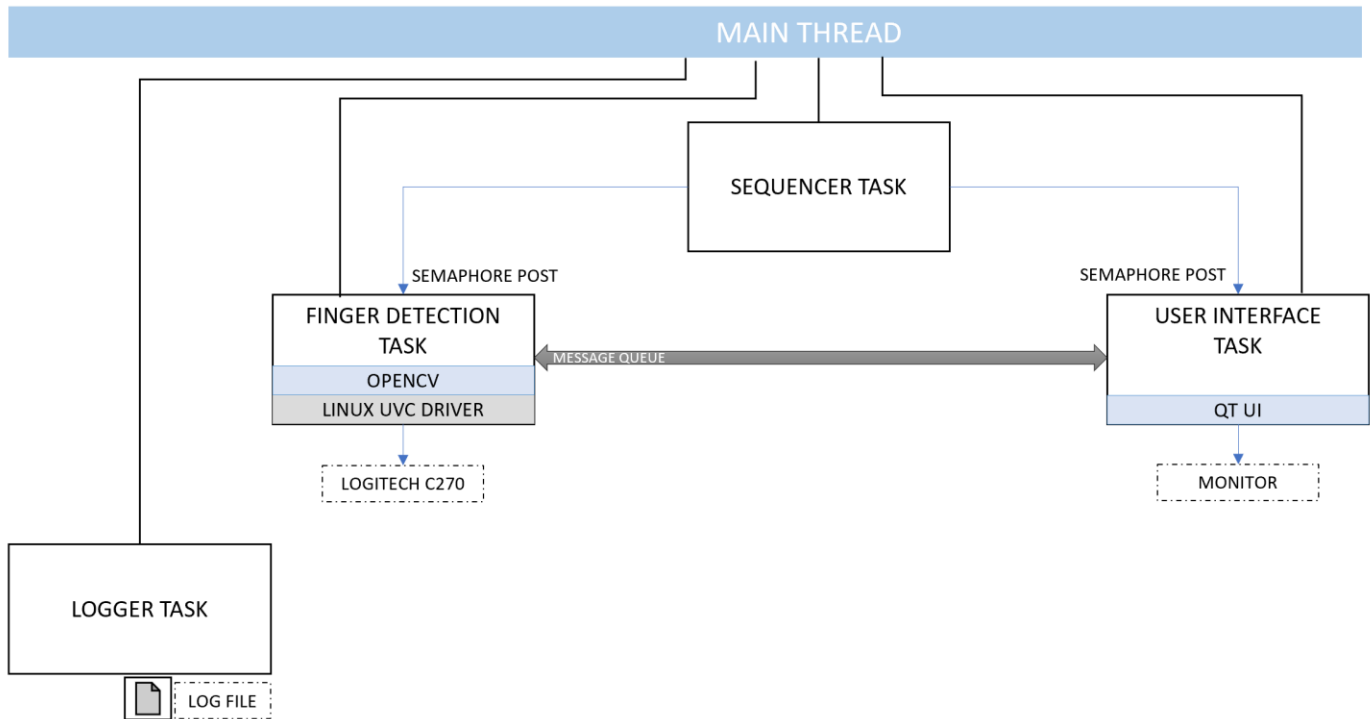 MAIN THREAD
SEQUENCER TASK
SEMAPHORE POST
SEMAPHORE POST
FINGER DETECTION
TASK
OPENCV
LINUX UVC DRIVER
MESSAGE QUEUE
USER INTERFACE
TASK
QT UI
LOGITECH C270
MONITOR
LOGGER TASK
LOG FILE